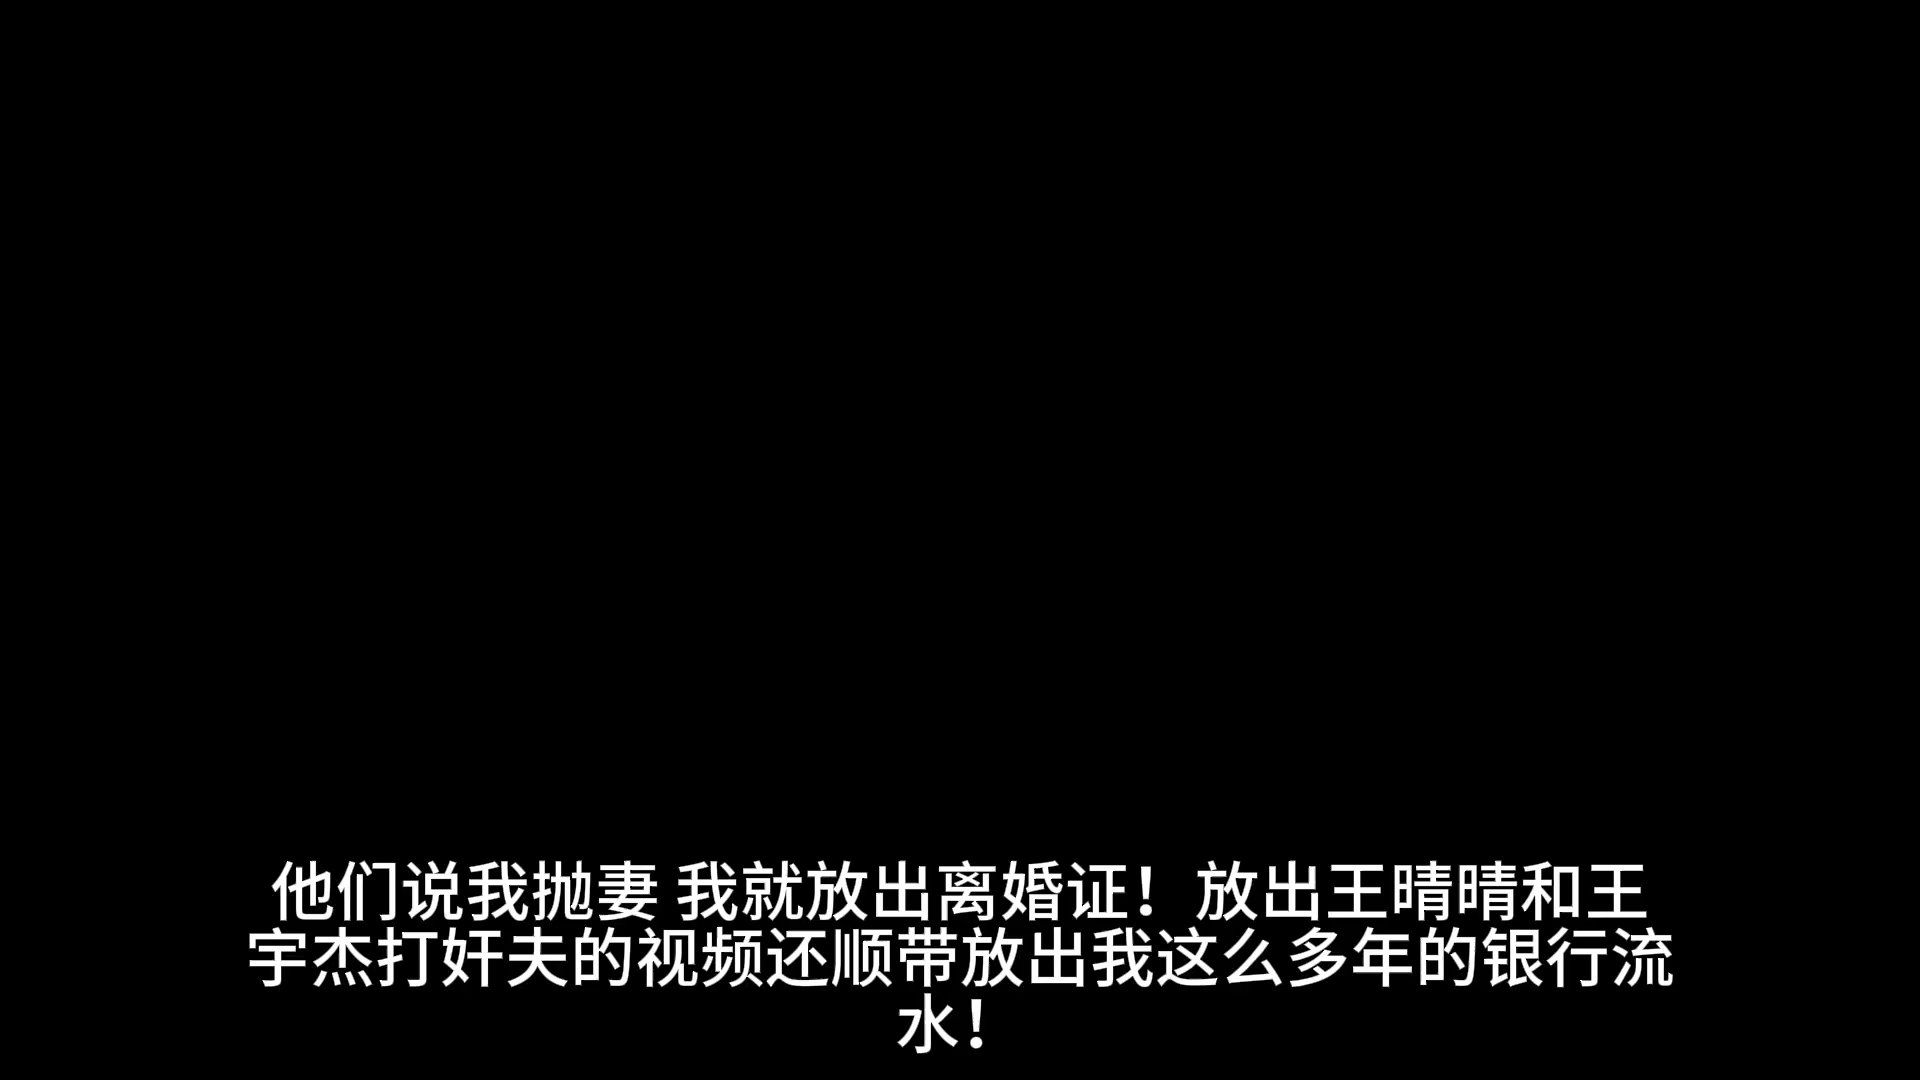 他们说我抛妻 我就放出离婚证！放出王晴晴和王
宇杰打奸夫的视频还顺带放出我这么多年的银行流
水！